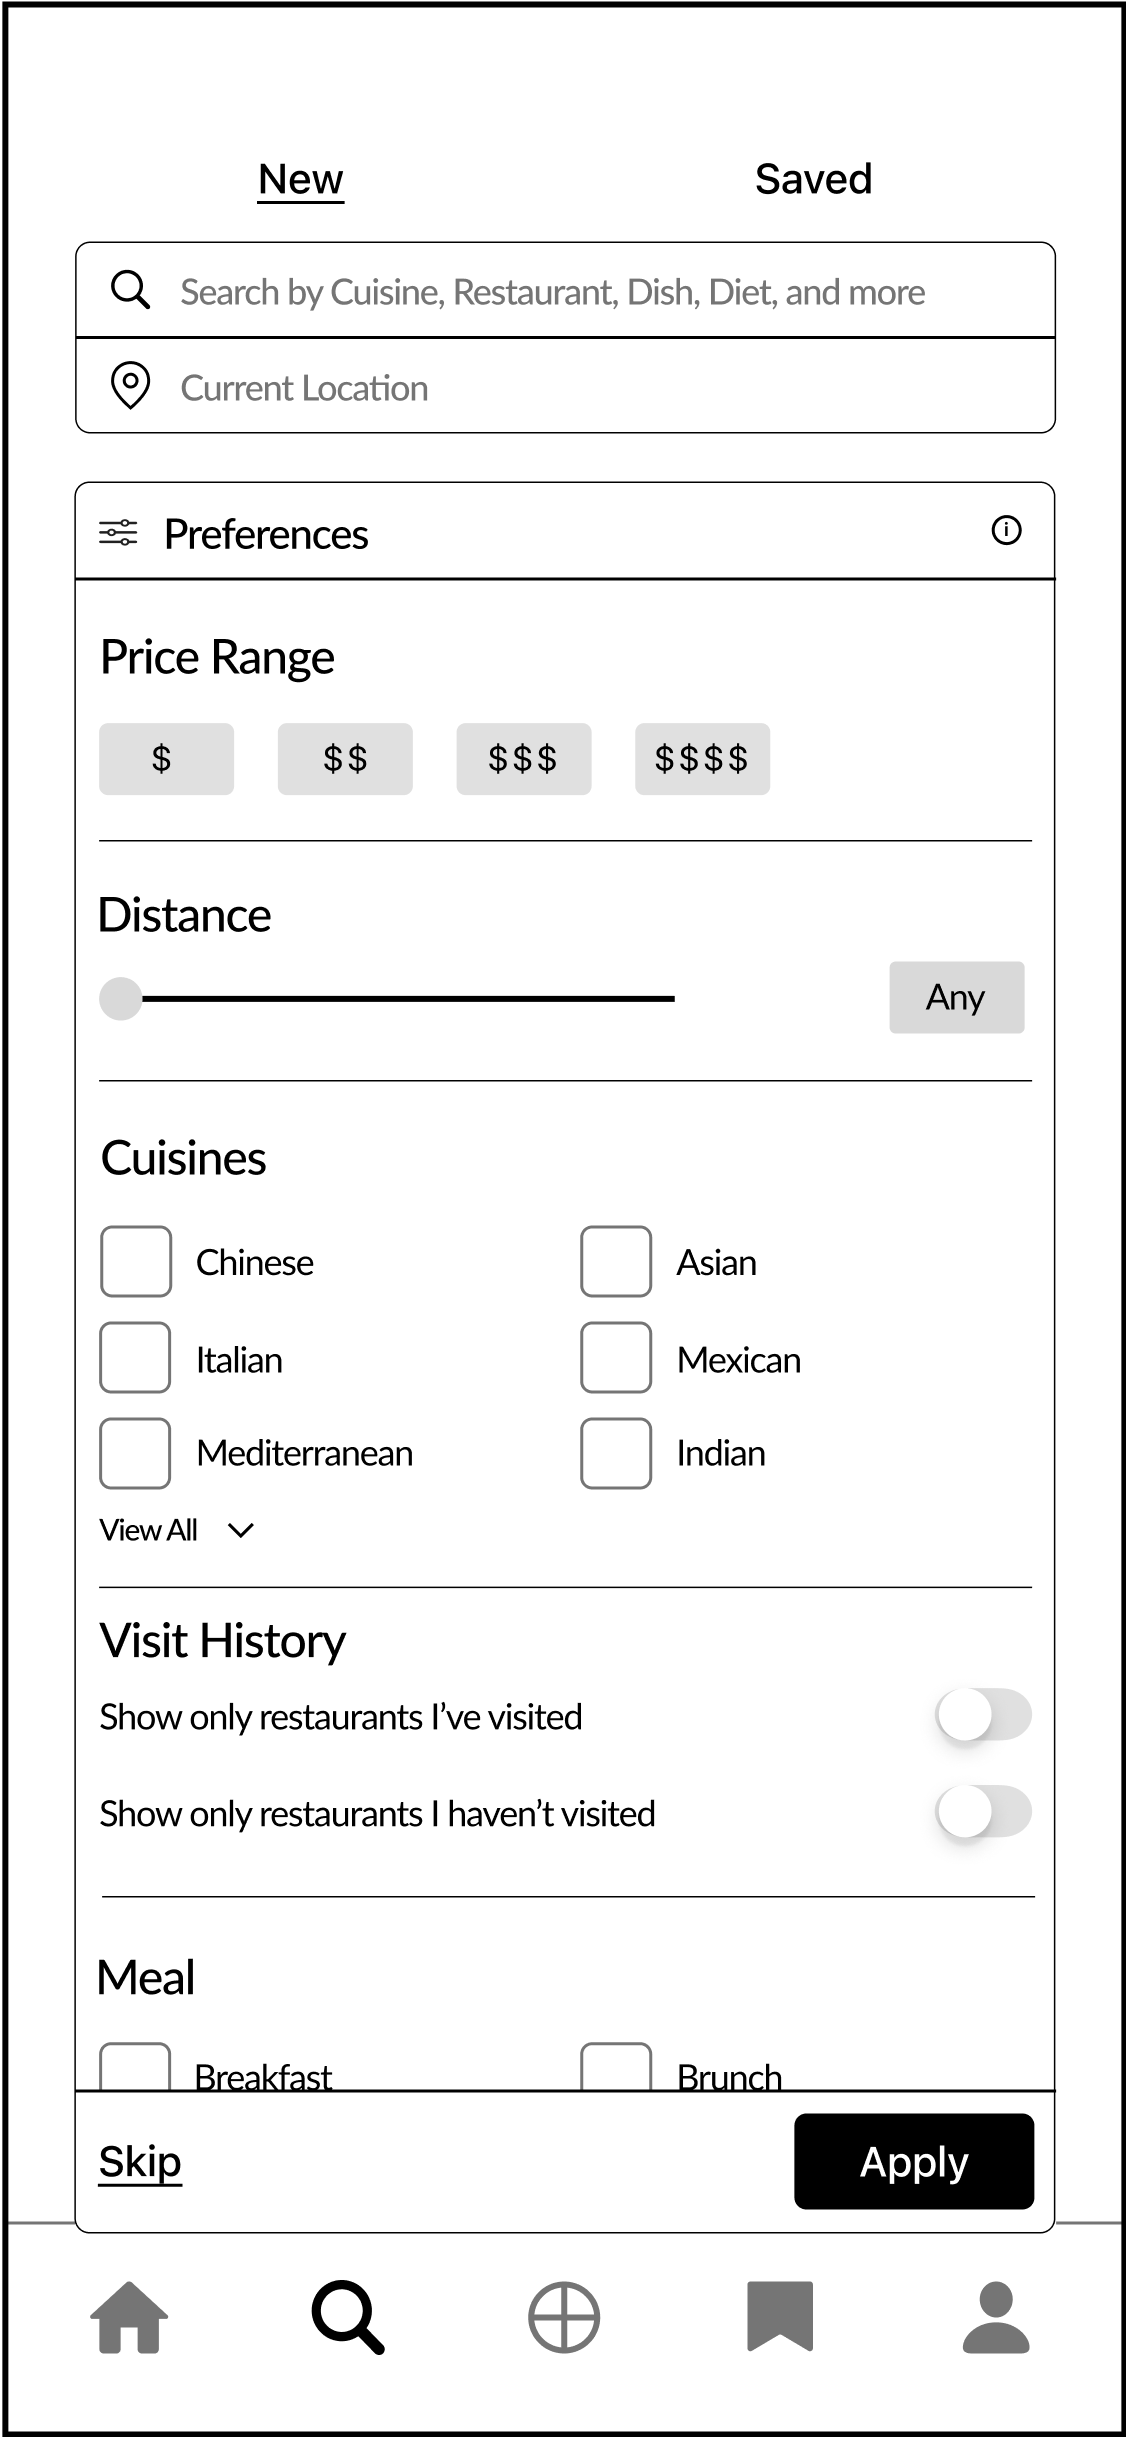 New Saved
Search by Cuisine, Restaurant, Dish, Diet, and more
Current Location
Preferences
Price Range
$ $$ $$$ $$$$
Distance
Any
Cuisines
Chinese Asian
Italian Mexican
Mediterranean Indian
View All
Visit History
Show only restaurants I’ve visited
Show only restaurants I haven’t visited
Meal
Breakfast Brunch
Skip Apply